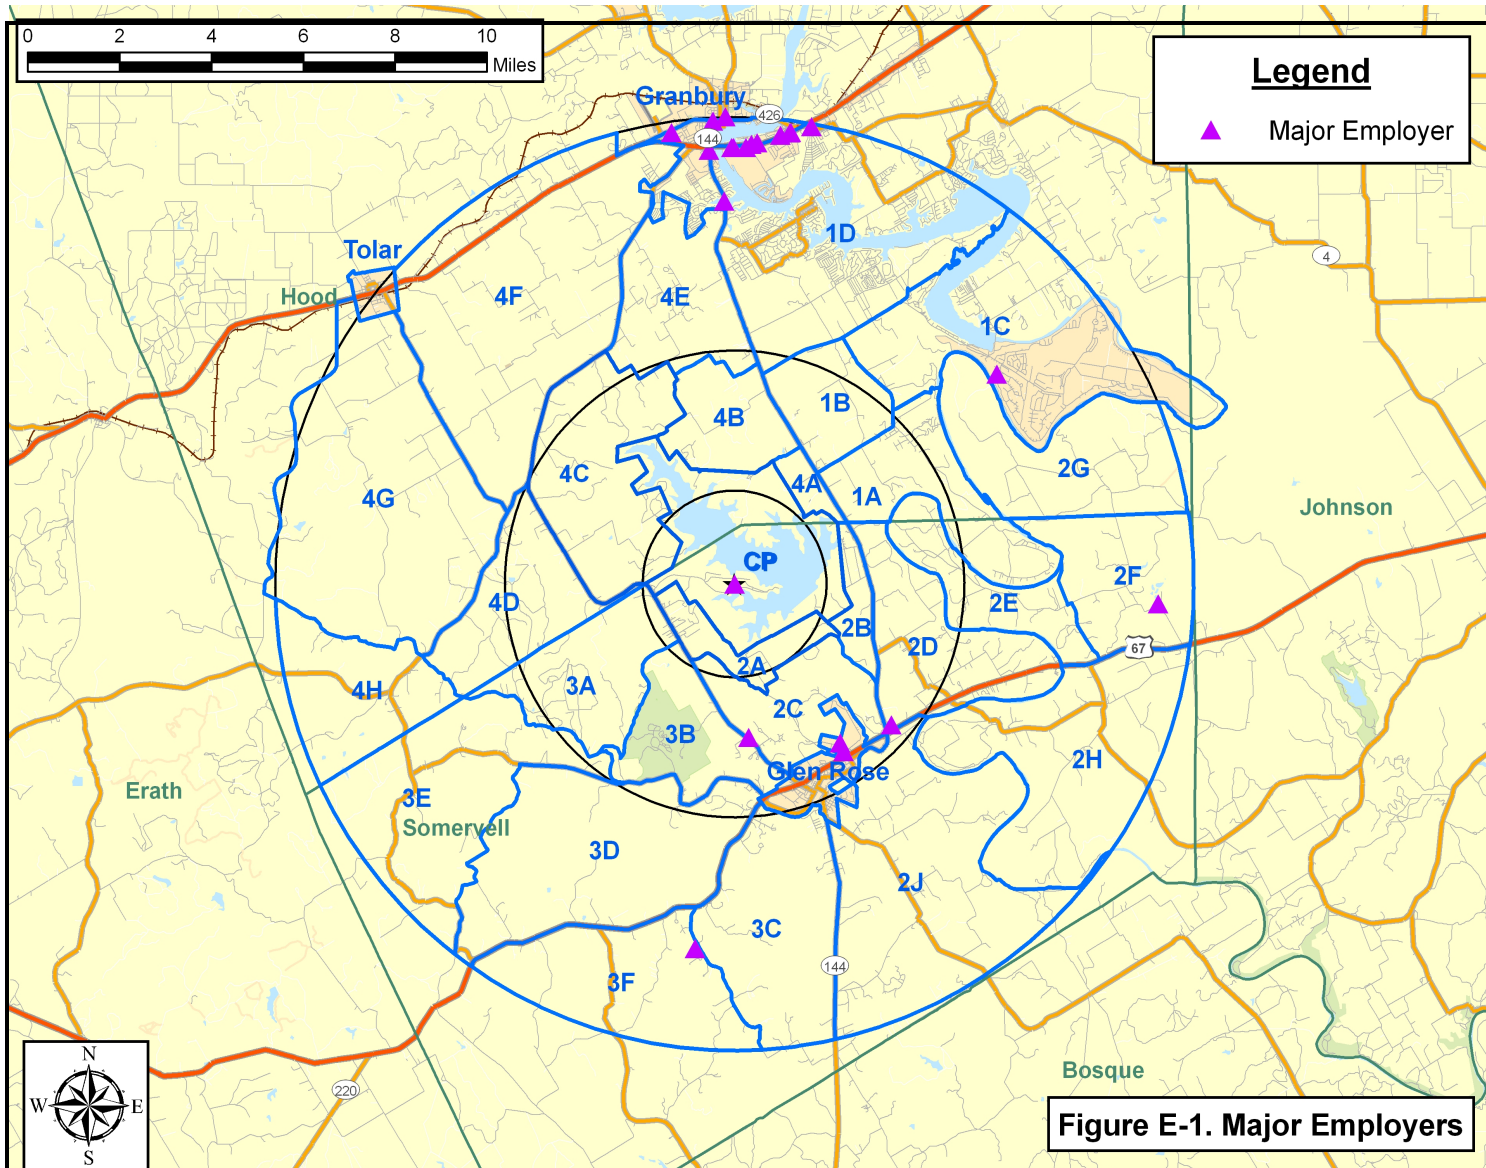 0 2 4 6 8 10
Miles
Legend
Major Employer
Granbury
426
144
1D
Tolar
4
Hood
4F
4E
1C
4B
1B
2G
4C
4A
1A
4G
Johnson
CP
2F
4D
2E
2B
2D
67
2A
3A
4H
2C
3B
2H
Glen Rose
Erath
3E
Somervell
3D
2J
3C
144
3F
Bosque
220
N
W E
S
Figure E-1. Major Employers